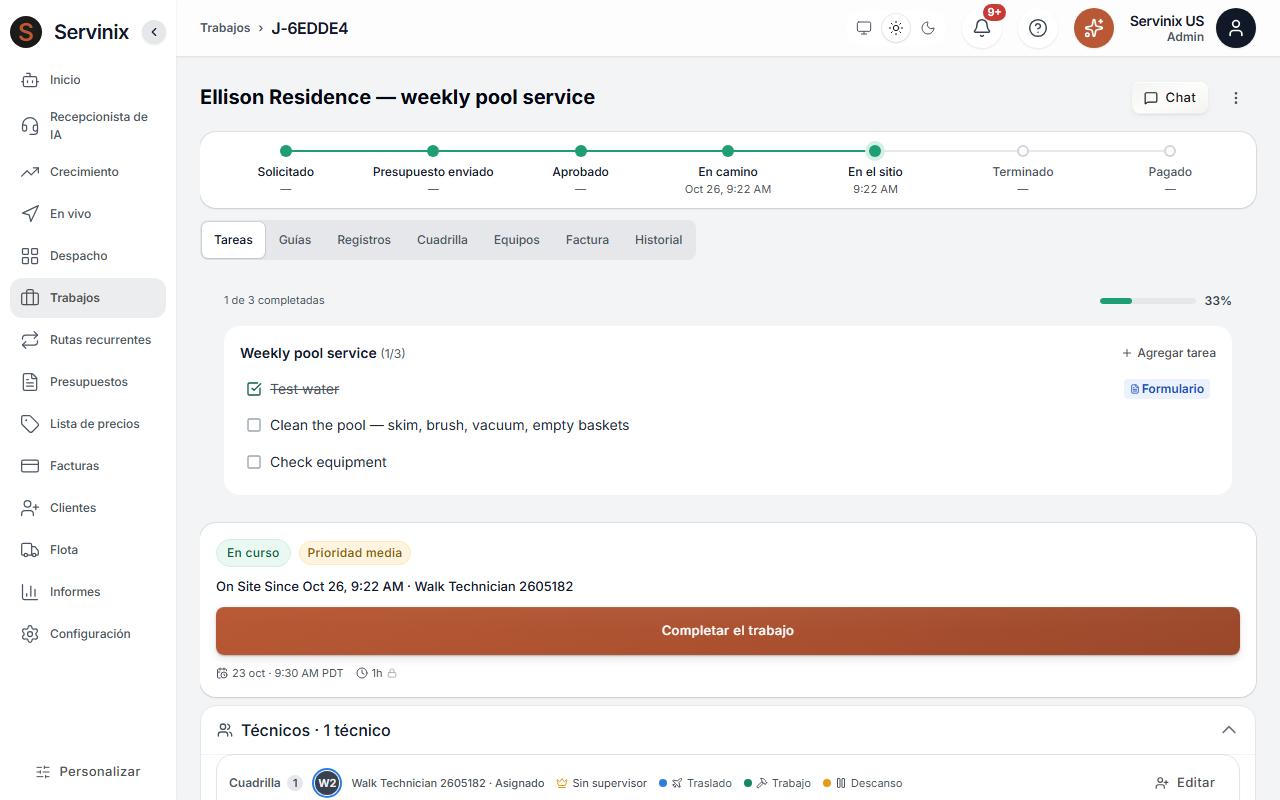 S Servinix
Trabajos › J-6EDDE4
9+
Servinix US
Admin
Inicio
Recepcionista de IA
Crecimiento
En vivo
Despacho
Trabajos
Rutas recurrentes
Presupuestos
Lista de precios
Facturas
Clientes
Flota
Informes
Configuración
Personalizar
Ellison Residence — weekly pool service
Chat
Solicitado
—
Presupuesto enviado
—
Aprobado
—
En camino
Oct 26, 9:22 AM
En el sitio
9:22 AM
Terminado
—
Pagado
—
Tareas Guías Registros Cuadrilla Equipos Factura Historial
1 de 3 completadas 33%
Weekly pool service (1/3) + Agregar tarea
Test water Formulario
Clean the pool — skim, brush, vacuum, empty baskets
Check equipment
En curso Prioridad media
On Site Since Oct 26, 9:22 AM · Walk Technician 2605182
Completar el trabajo
23 oct · 9:30 AM PDT 1h
Técnicos · 1 técnico
Cuadrilla 1 W2 Walk Technician 2605182 · Asignado Sin supervisor Traslado Trabajo Descanso Editar